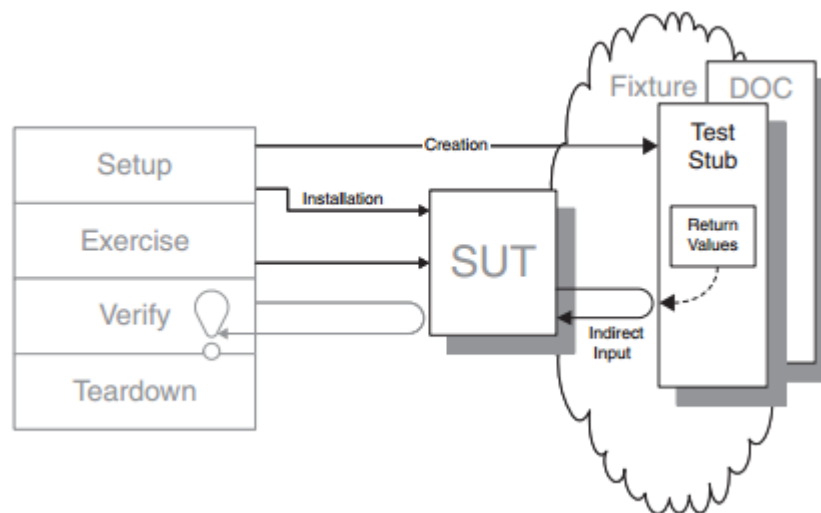 Fixture
DOC
Test
Stub
Creation
Setup
Installation
Return
Values
Exercise
SUT
Verify
Indirect
Input
Teardown